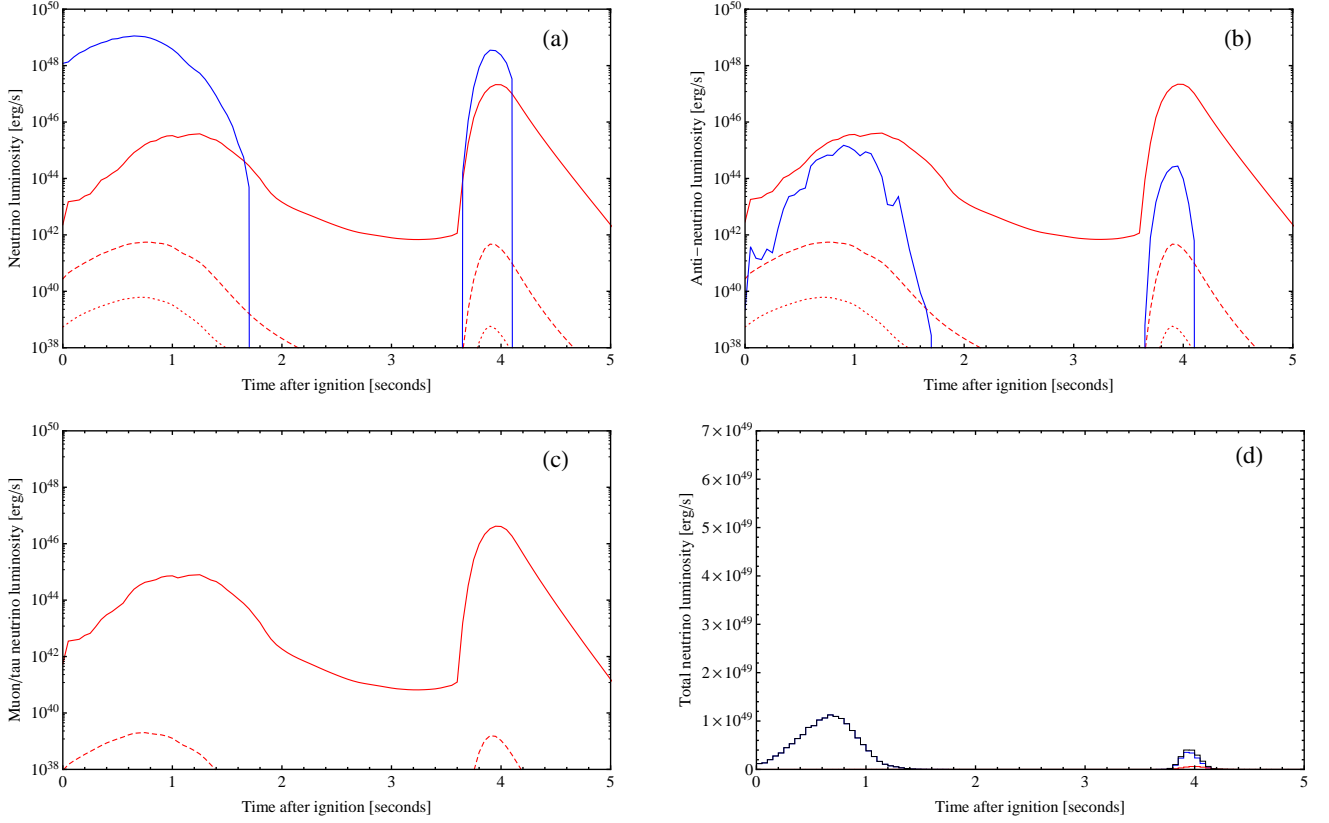 (a)
Neutrino luminosity [erg/s]
10^50
10^48
10^46
10^44
10^42
10^40
10^38
0 1 2 3 4 5
Time after ignition [seconds]
(b)
Anti−neutrino luminosity [erg/s]
10^50
10^48
10^46
10^44
10^42
10^40
10^38
0 1 2 3 4 5
Time after ignition [seconds]
(c)
Muon/tau neutrino luminosity [erg/s]
10^50
10^48
10^46
10^44
10^42
10^40
10^38
0 1 2 3 4 5
Time after ignition [seconds]
(d)
Total neutrino luminosity [erg/s]
7×10^49
6×10^49
5×10^49
4×10^49
3×10^49
2×10^49
1×10^49
0
0 1 2 3 4 5
Time after ignition [seconds]